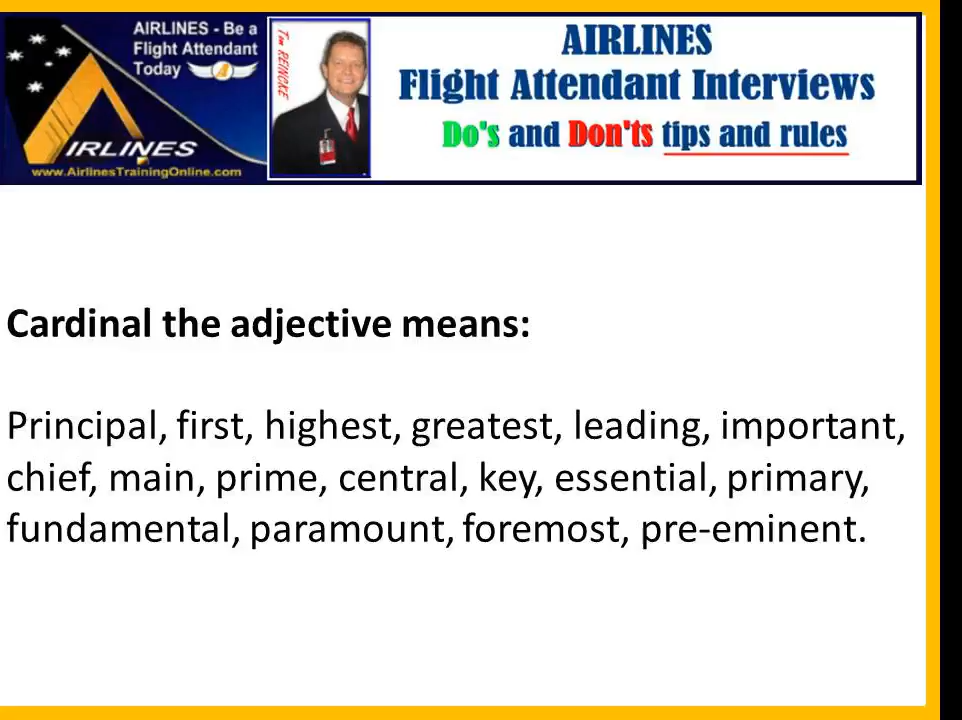 AIRLINES - Be a
Flight Attendant
Today
IRLINES
www.AirlinesTrainingOnline.com
Tim REINCKE
AIRLINES
Flight Attendant Interviews
Do's and Don'ts tips and rules
Cardinal the adjective means:
Principal, first, highest, greatest, leading, important,
chief, main, prime, central, key, essential, primary,
fundamental, paramount, foremost, pre-eminent.